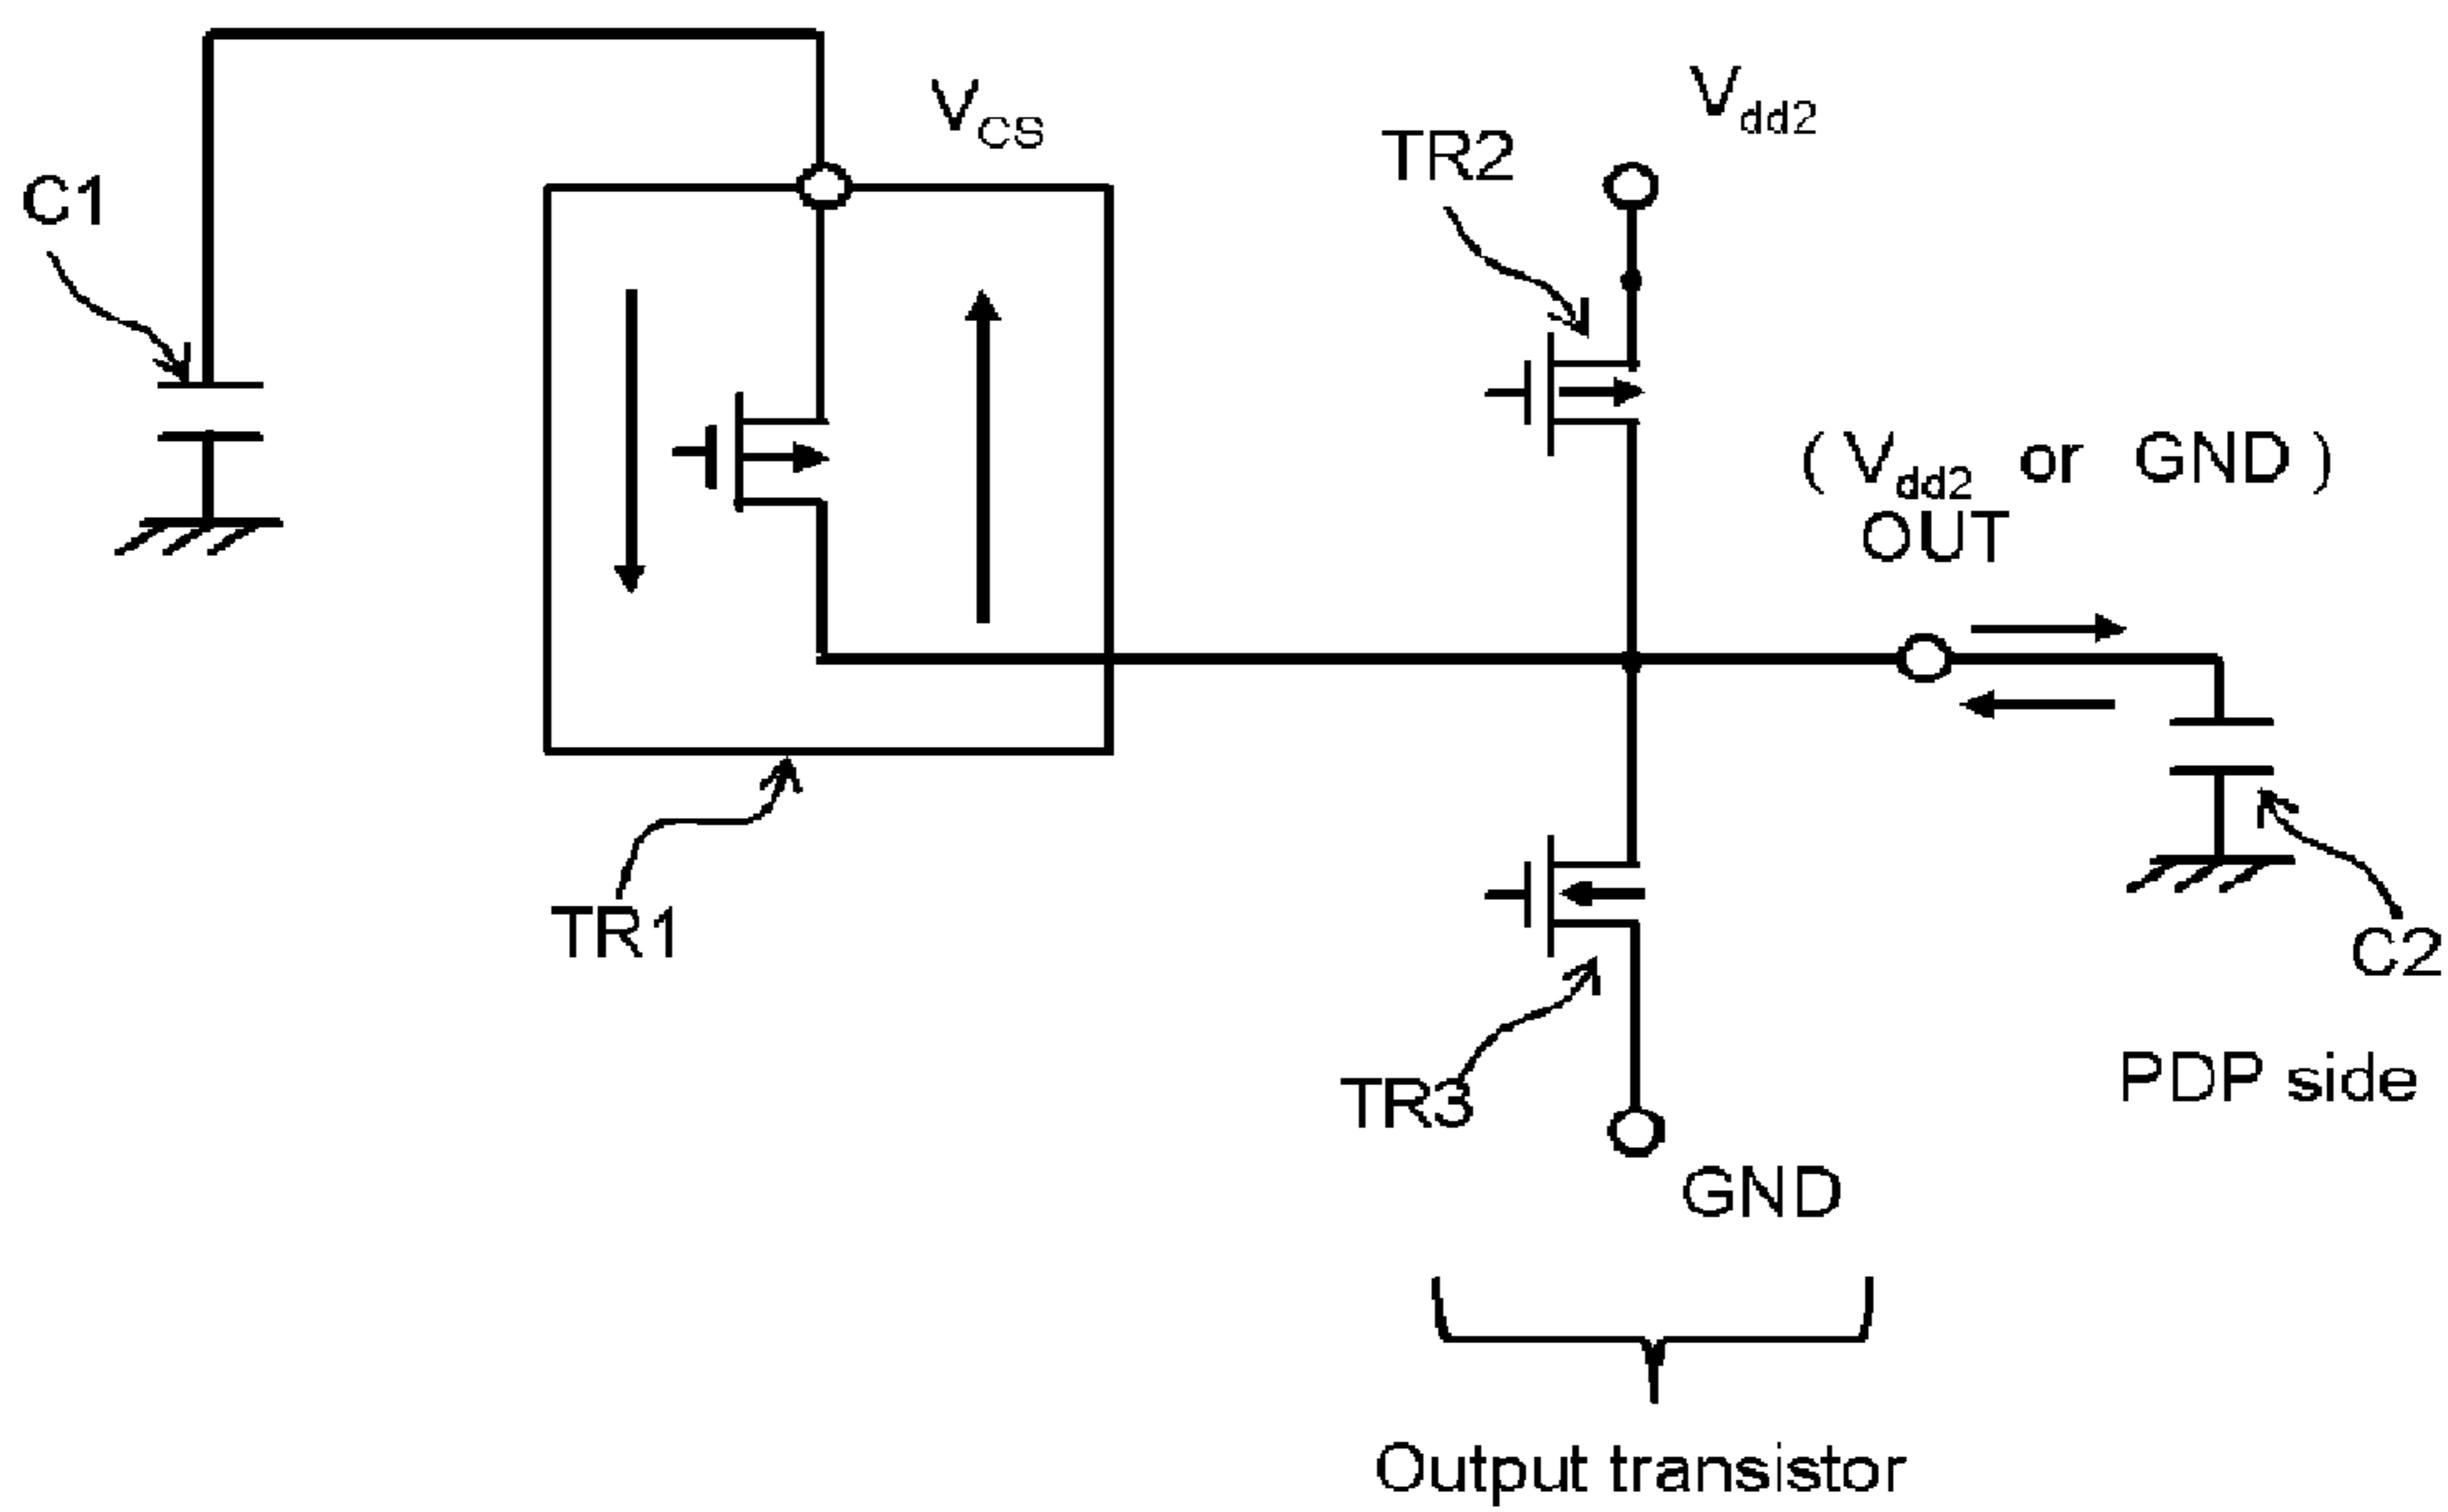 C1
V_CS
V_dd2
TR2
( V_dd2 or GND )
OUT
TR1
C2
TR3
PDP side
GND
Output transistor